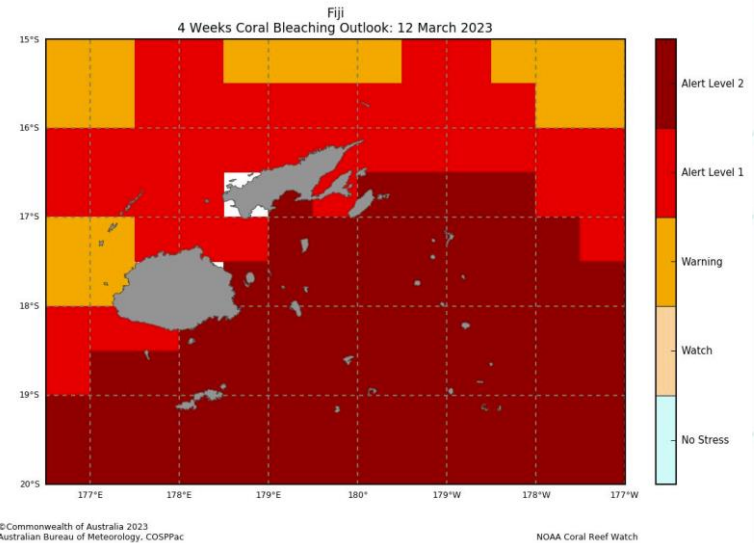 Fiji
4 Weeks Coral Bleaching Outlook: 12 March 2023
15°S
16°S
17°S
18°S
19°S
20°S
177°E
178°E
179°E
180°
179°W
178°W
177°W
Alert Level 2
Alert Level 1
Warning
Watch
No Stress
©Commonwealth of Australia 2023
Australian Bureau of Meteorology, COSPPac
NOAA Coral Reef Watch